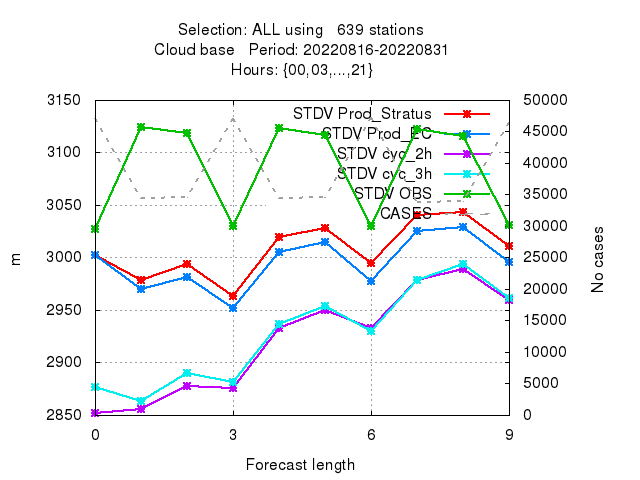 Selection: ALL using   639 stations
Cloud base   Period: 20220816-20220831
Hours: {00,03,...,21}
3150
3100
3050
3000
2950
2900
2850
m
STDV Prod_Stratus
STDV Prod_EC
STDV cyc_2h
STDV cyc_3h
STDV OBS
CASES
50000
45000
40000
35000
30000
25000
20000
15000
10000
5000
0
No cases
0 3 6 9
Forecast length